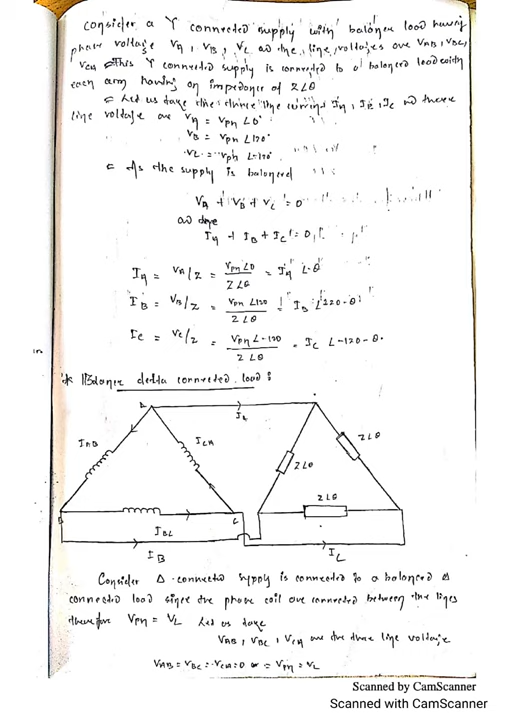 Consider a Y connected supply with balance load having
phase voltage VA, VB, VC and the line voltages are VAB, VBC,
VCA this Y connected supply is connected to a balanced load with
each arm having an impedance of Z∠θ
Let us take the three line current IA, IB, IC and there
line voltage are VA = Vph ∠0°
VB = Vph ∠120°
VC = Vph ∠-120°
As the supply is balanced
VA + VB + VC = 0
IA + IB + IC = 0
IA = VA/Z = Vph ∠0 / Z∠θ = IA ∠-θ
IB = VB/Z = Vph ∠120 / Z∠θ = IB ∠120-θ
IC = VC/Z = Vph ∠-120 / Z∠θ = IC ∠-120-θ.
* Balance delta connected load :
A IA
IAB ICA Z∠θ Z∠θ
Z∠θ
B C
IBC
IB IC
Consider Δ connected supply is connected to a balanced Δ
connected load since the phase coil are connected between the lines
therefore Vph = VL Let us take
VAB, VBC, VCA are the three line voltage
VAB = VBC = VCA = 0 = Vph = VL
Scanned by CamScanner
Scanned with CamScanner